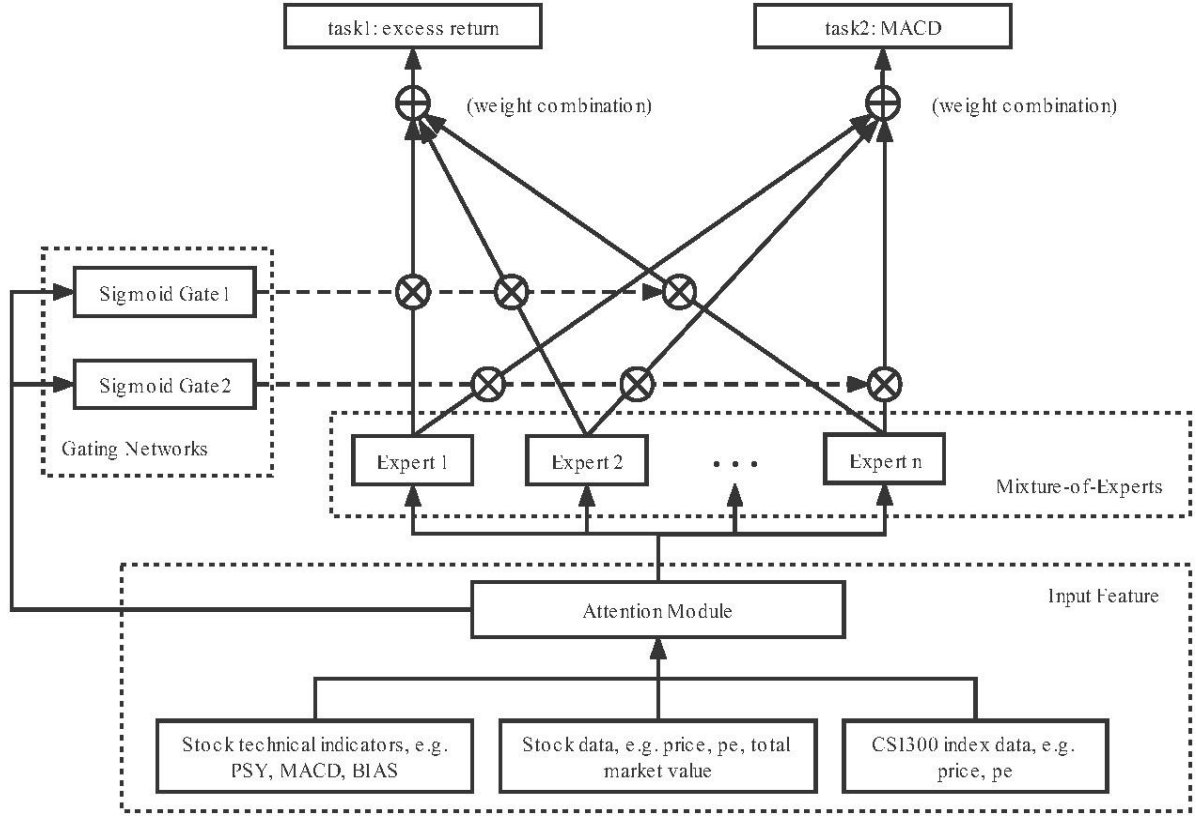 task1: excess return
task2: MACD
(weight combination)
(weight combination)
Sigmoid Gate1
Sigmoid Gate2
Gating Networks
Expert 1
Expert 2
...
Expert n
Mixture-of-Experts
Input Feature
Attention Module
Stock technical indicators, e.g.
PSY, MACD, BIAS
Stock data, e.g. price, pe, total
market value
CSI300 index data, e.g.
price, pe